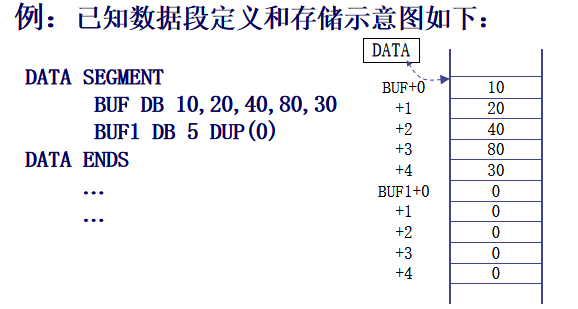 例：已知数据段定义和存储示意图如下：
DATA SEGMENT
BUF DB 10,20,40,80,30
BUF1 DB 5 DUP(0)
DATA ENDS
…
…
DATA
BUF+0 10
+1 20
+2 40
+3 80
+4 30
BUF1+0 0
+1 0
+2 0
+3 0
+4 0